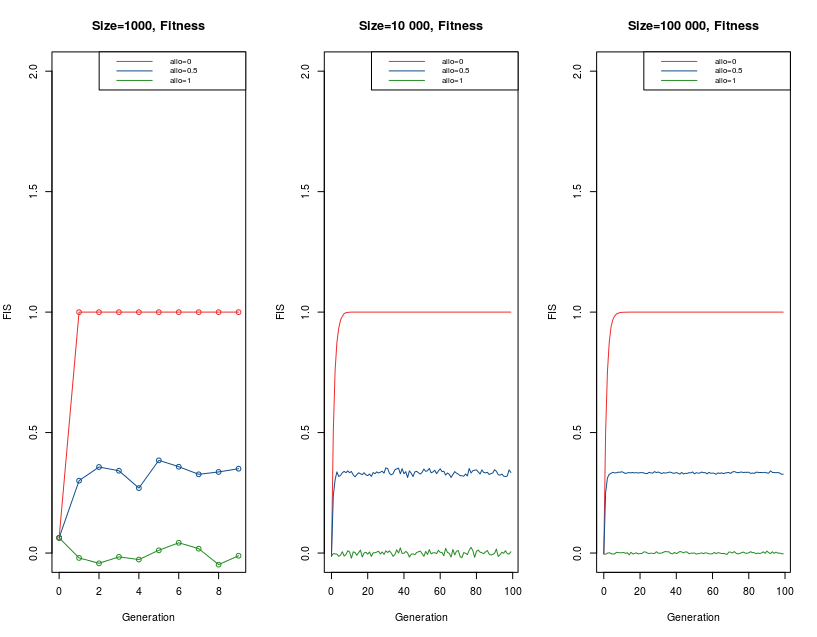 Size=1000, Fitness
allo=0
allo=0.5
allo=1
FIS
0.0
0.5
1.0
1.5
2.0
0 2 4 6 8
Generation
Size=10 000, Fitness
allo=0
allo=0.5
allo=1
FIS
0.0
0.5
1.0
1.5
2.0
0 20 40 60 80 100
Generation
Size=100 000, Fitness
allo=0
allo=0.5
allo=1
FIS
0.0
0.5
1.0
1.5
2.0
0 20 40 60 80 100
Generation